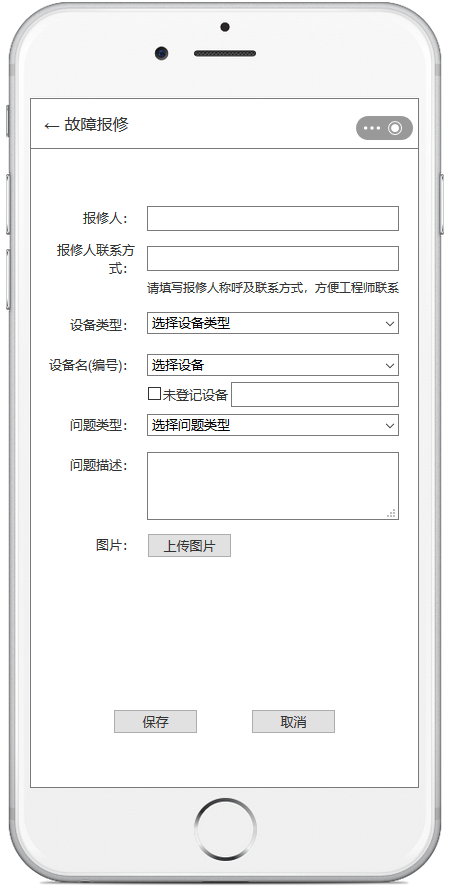 ← 故障报修
报修人：
报修人联系方
式：
请填写报修人称呼及联系方式，方便工程师联系
设备类型： 选择设备类型
设备名(编号)： 选择设备
未登记设备
问题类型： 选择问题类型
问题描述：
图片： 上传图片
保存 取消